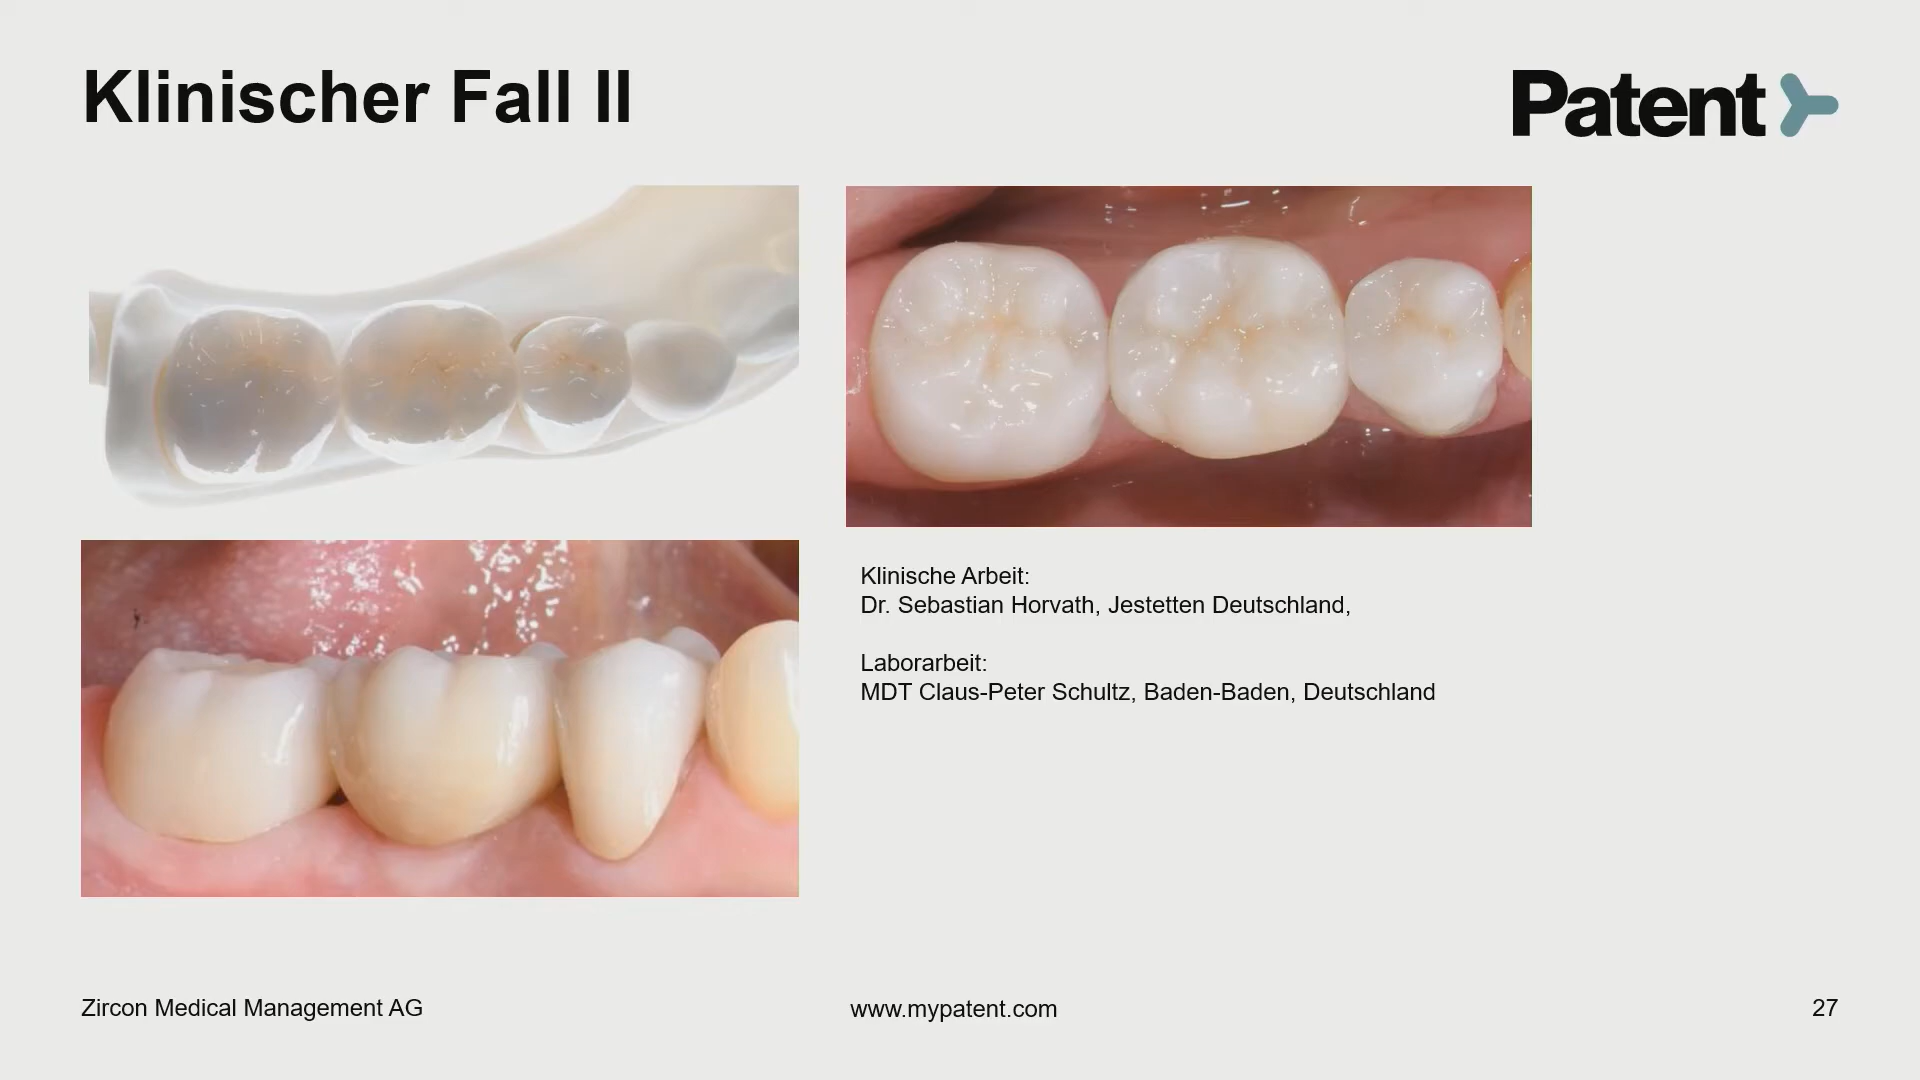 Klinischer Fall II
Patent
Klinische Arbeit:
Dr. Sebastian Horvath, Jestetten Deutschland,
Laborarbeit:
MDT Claus-Peter Schultz, Baden-Baden, Deutschland
Zircon Medical Management AG
www.mypatent.com
27